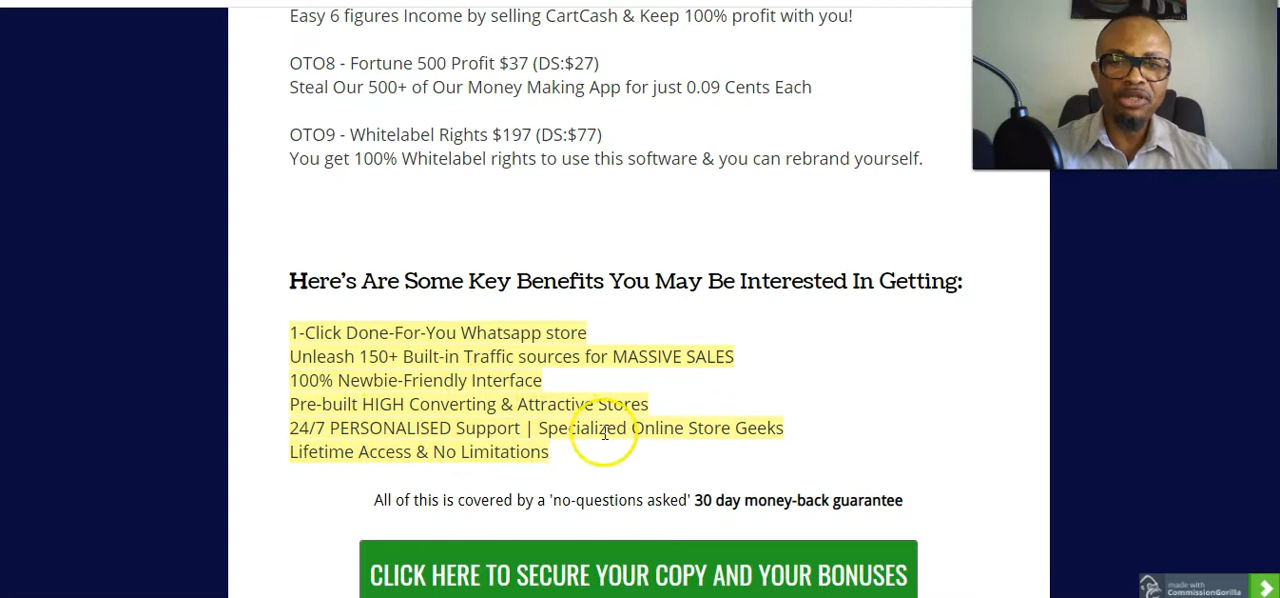 Easy 6 figures Income by selling CartCash & Keep 100% profit with you!
OTO8 - Fortune 500 Profit $37 (DS:$27)
Steal Our 500+ of Our Money Making App for just 0.09 Cents Each
OTO9 - Whitelabel Rights $197 (DS:$77)
You get 100% Whitelabel rights to use this software & you can rebrand yourself.
Here's Are Some Key Benefits You May Be Interested In Getting:
1-Click Done-For-You Whatsapp store
Unleash 150+ Built-in Traffic sources for MASSIVE SALES
100% Newbie-Friendly Interface
Pre-built HIGH Converting & Attractive Stores
24/7 PERSONALISED Support | Specialized Online Store Geeks
Lifetime Access & No Limitations
All of this is covered by a 'no-questions asked' 30 day money-back guarantee
CLICK HERE TO SECURE YOUR COPY AND YOUR BONUSES
made with
CommissionGorilla